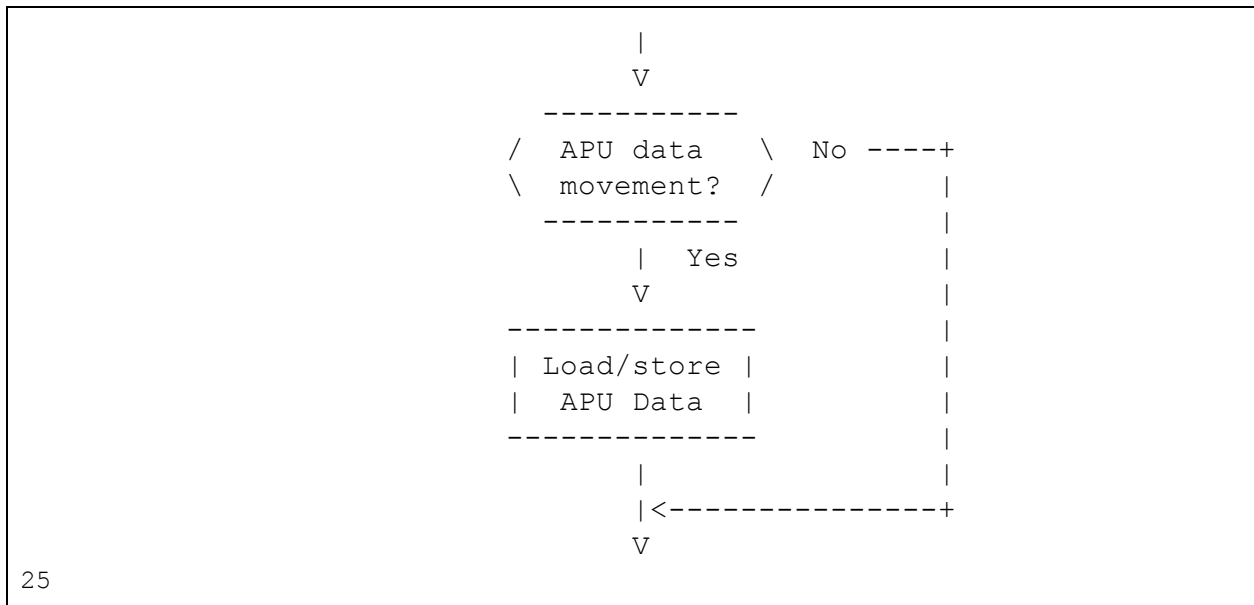 |
V
-----------
/ APU data \ No ----+
\ movement? / |
----------- |
| Yes |
V |
-------------- |
| Load/store | |
| APU Data | |
-------------- |
| |
|<---------------+
V
25